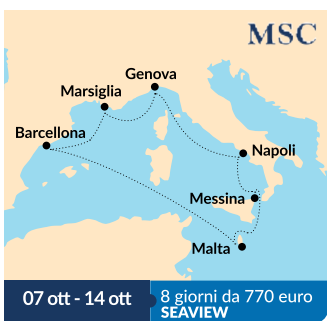 MSC
Genova
Marsiglia
Barcellona
Napoli
Messina
Malta
07 ott - 14 ott
8 giorni da 770 euro
SEAVIEW